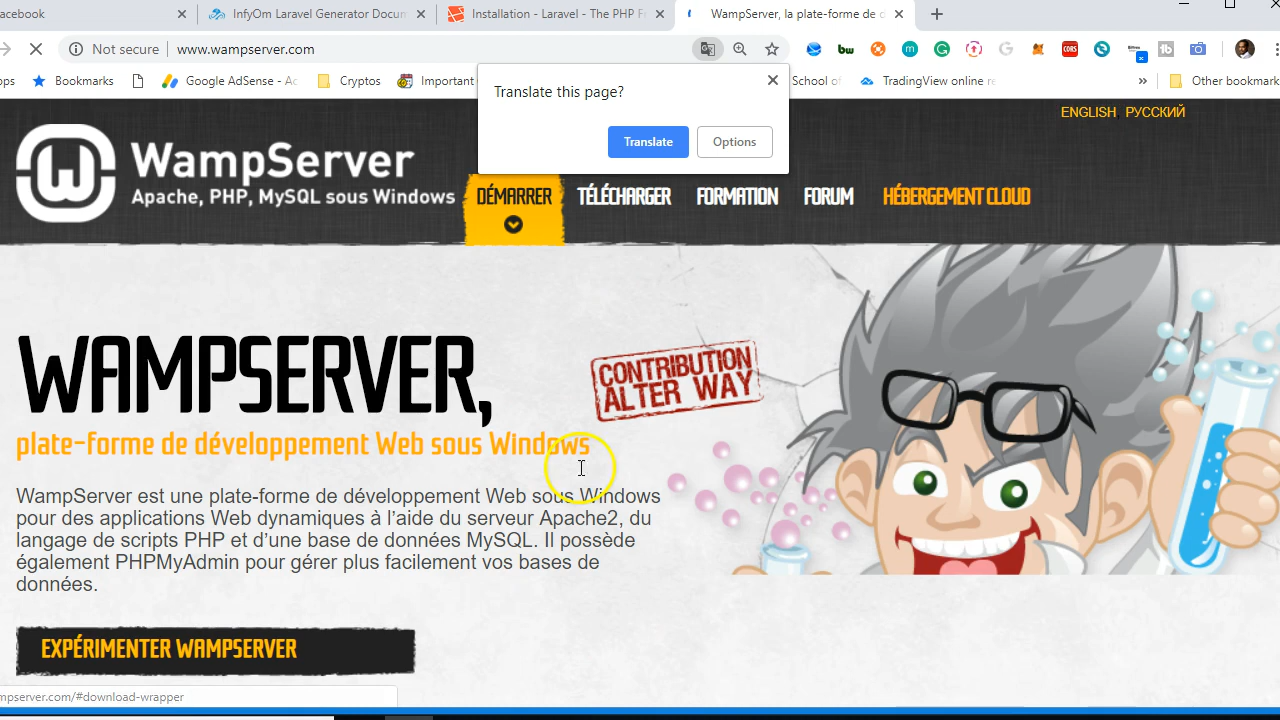 acebook
InfyOm Laravel Generator Docum
Installation - Laravel - The PHP F
WampServer, la plate-forme de d
Not secure
www.wampserver.com
ops
Bookmarks
Google AdSense - Ac
Cryptos
Important
School of
TradingView online re
Other bookmark
Translate this page?
Translate
Options
ENGLISH
РУССКИЙ
WampServer
Apache, PHP, MySQL sous Windows
DÉMARRER
TÉLÉCHARGER
FORMATION
FORUM
HÉBERGEMENT CLOUD
WAMPSERVER,
plate-forme de développement Web sous Windows
CONTRIBUTION
ALTER WAY
WampServer est une plate-forme de développement Web sous Windows
pour des applications Web dynamiques à l’aide du serveur Apache2, du
langage de scripts PHP et d’une base de données MySQL. Il possède
également PHPMyAdmin pour gérer plus facilement vos bases de
données.
EXPÉRIMENTER WAMPSERVER
mpserver.com/#download-wrapper